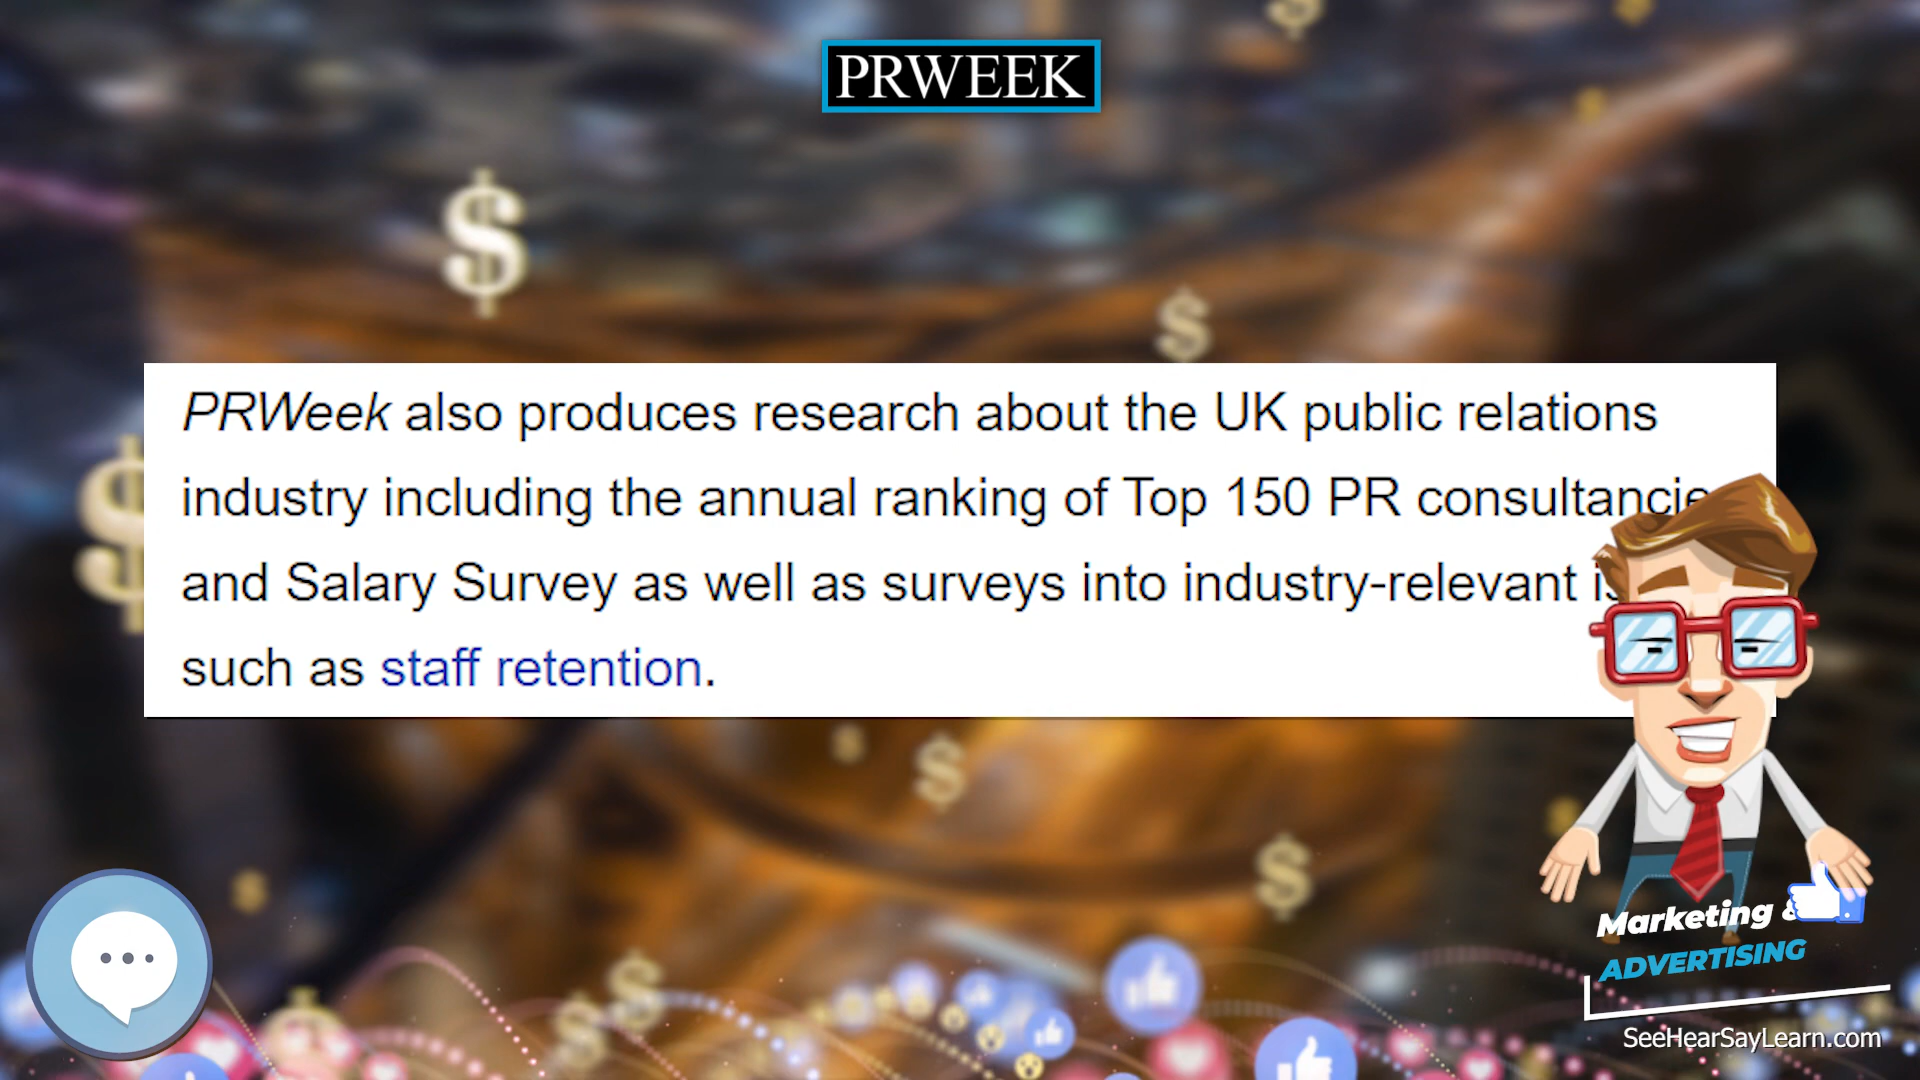 PRWEEK
PRWeek also produces research about the UK public relations
industry including the annual ranking of Top 150 PR
and Salary Survey as well as surveys into industry-relevant
such as staff retention.
Marketing &
ADVERTISING
SeeHearSayLearn.com